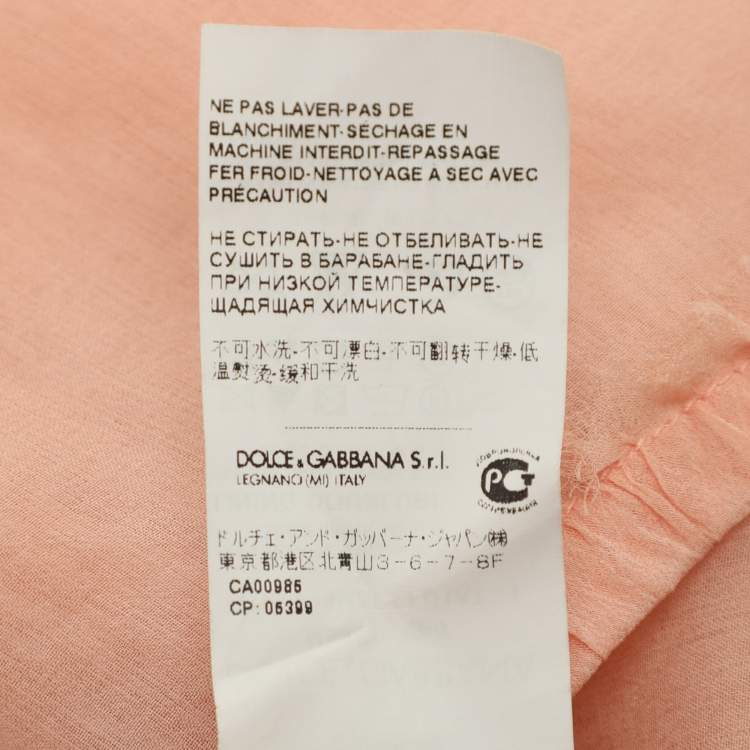 NE PAS LAVER-PAS DE
BLANCHIMENT-SÉCHAGE EN
MACHINE INTERDIT-REPASSAGE
FER FROID-NETTOYAGE A SEC AVEC
PRÉCAUTION
НЕ СТИРАТЬ-НЕ ОТБЕЛИВАТЬ-НЕ
СУШИТЬ В БАРАБАНЕ-ГЛАДИТЬ
ПРИ НИЗКОЙ ТЕМПЕРАТУРЕ-
ЩАДЯЩАЯ ХИМЧИСТКА
不可水洗-不可漂白-不可翻转干燥-低
温熨烫-缓和干洗
DOLCE & GABBANA S.r.l.
LEGNANO (MI) ITALY
РСТ
ドルチェ・アンド・ガッバーナ・ジャパン㈱
東京都港区北青山3-6-7-8F
CA00985
CP: 05399